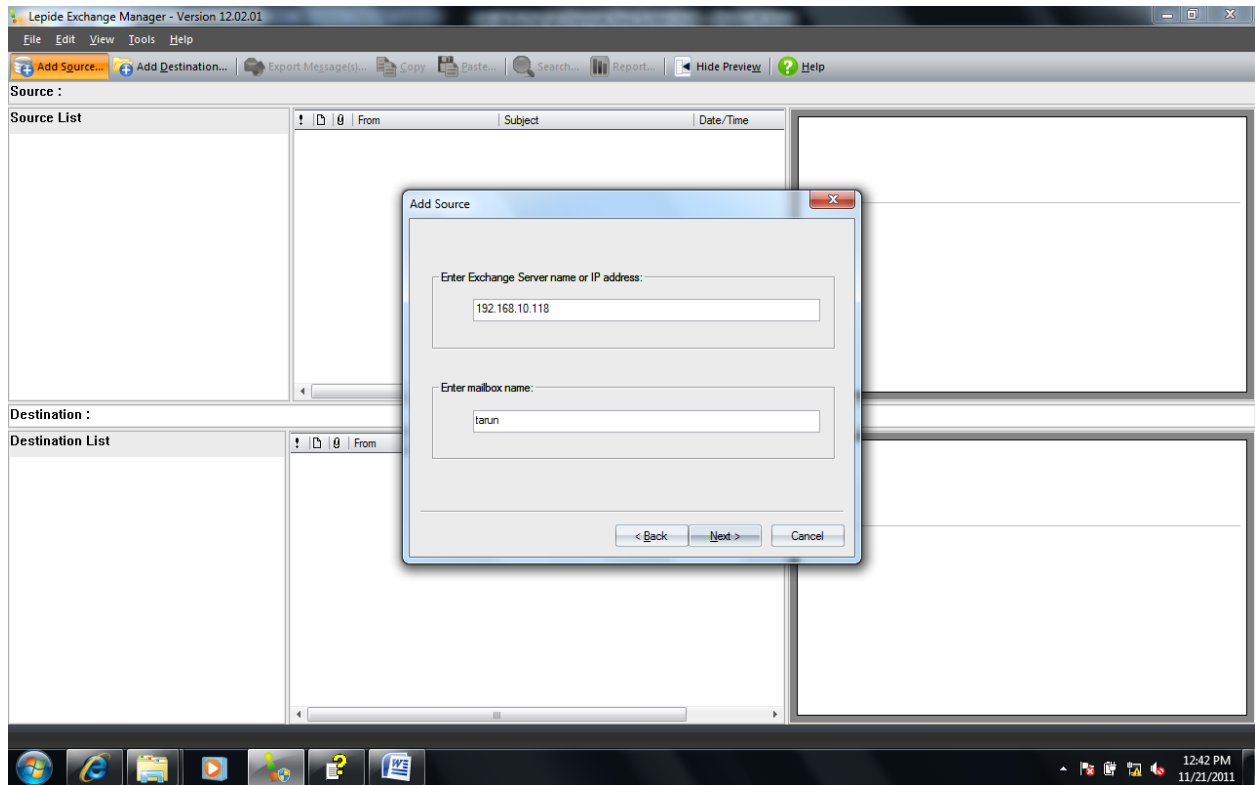 Lepide Exchange Manager - Version 12.02.01
File Edit View Tools Help
Add Source... Add Destination... Export Message(s)... Copy Paste... Search... Report... Hide Preview Help
Source :
Source List
! From Subject Date/Time
Add Source
Enter Exchange Server name or IP address:
192.168.10.118
Enter mailbox name:
tarun
< Back Next > Cancel
Destination :
Destination List
! From
12:42 PM
11/21/2011